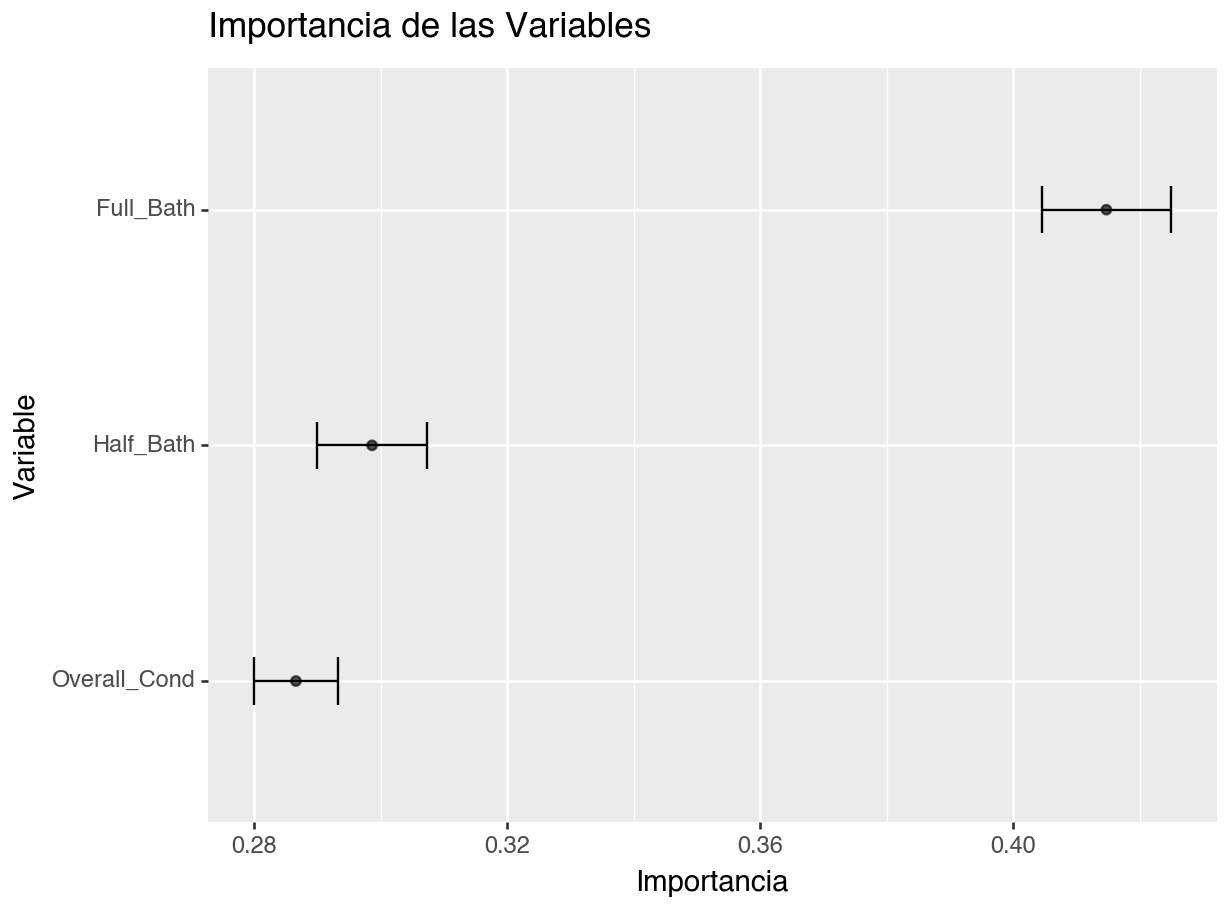 Importancia de las Variables
Full_Bath
Half_Bath
Overall_Cond
Variable
0.28 0.32 0.36 0.40
Importancia